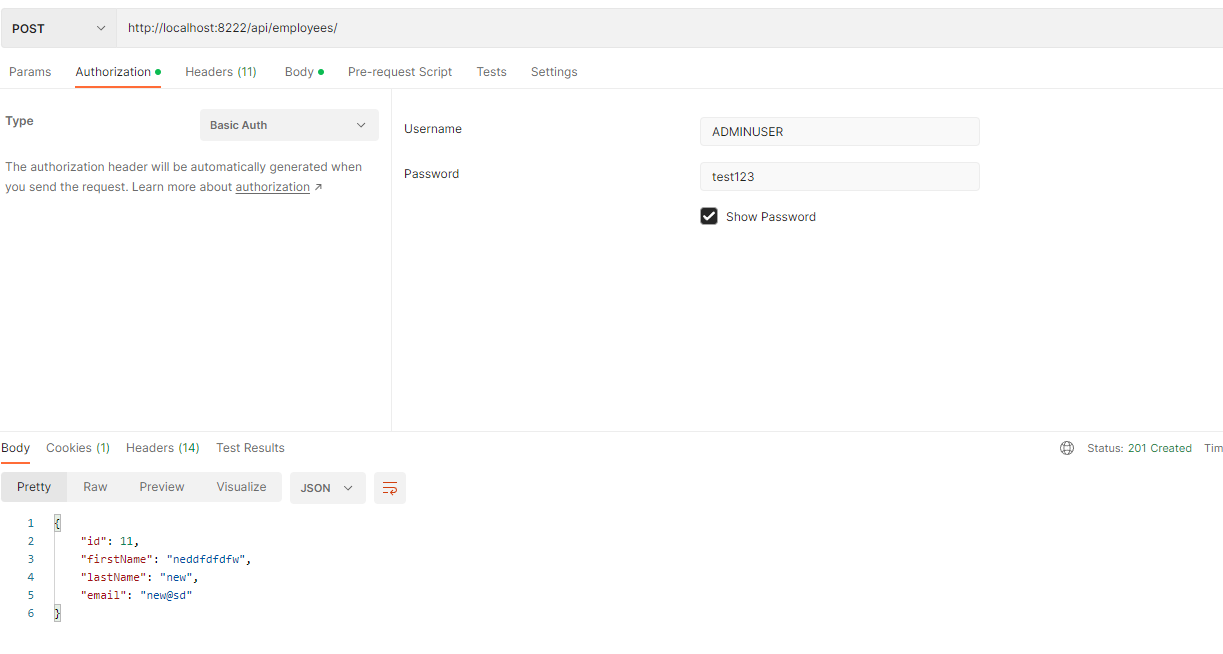 POST http://localhost:8222/api/employees/
Params Authorization Headers (11) Body Pre-request Script Tests Settings
Type Basic Auth
The authorization header will be automatically generated when
you send the request. Learn more about authorization ↗
Username ADMINUSER
Password test123
Show Password
Body Cookies (1) Headers (14) Test Results Status: 201 Created Tim
Pretty Raw Preview Visualize JSON
1 {
2 "id": 11,
3 "firstName": "neddfdfdfw",
4 "lastName": "new",
5 "email": "new@sd"
6 }